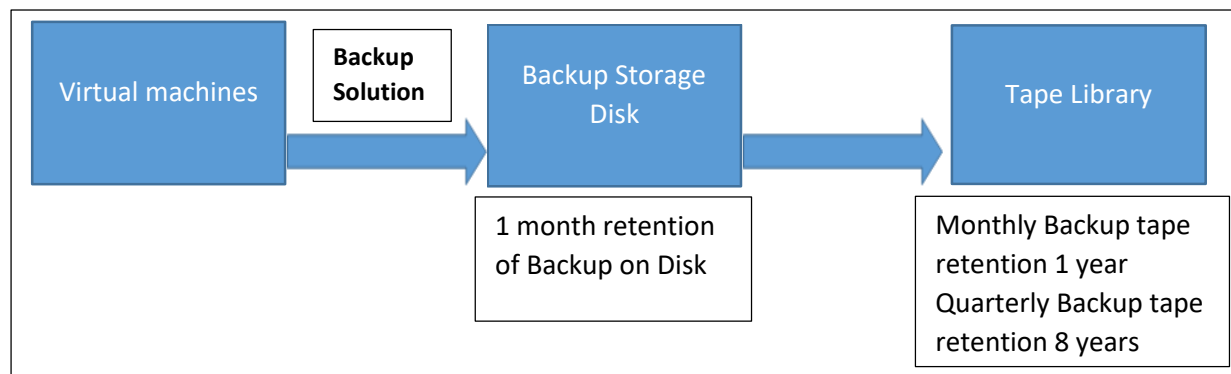 Virtual machines
Backup
Solution
Backup Storage
Disk
Tape Library
1 month retention
of Backup on Disk
Monthly Backup tape
retention 1 year
Quarterly Backup tape
retention 8 years